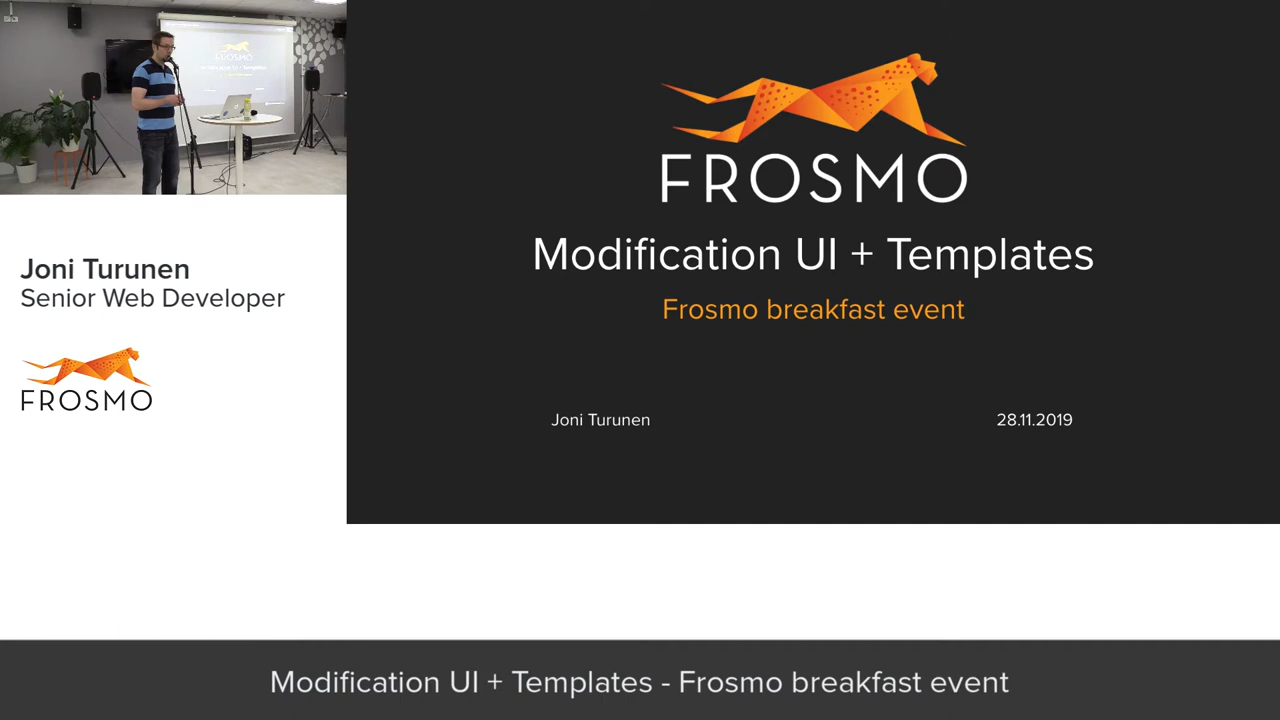 FROSMO
Modification UI + Templates
Frosmo breakfast event
Joni Turunen
28.11.2019
Joni Turunen
Senior Web Developer
FROSMO
Modification UI + Templates - Frosmo breakfast event